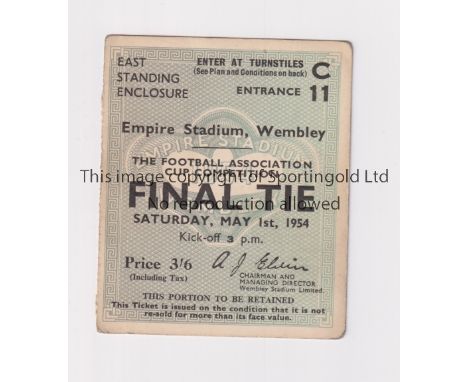 EAST STANDING ENCLOSURE
ENTER AT TURNSTILES
(See Plan and Conditions on back)
C
ENTRANCE 11
Empire Stadium, Wembley
EMPIRE STADIUM
THE FOOTBALL ASSOCIATION
CUP COMPETITION
This image copyright of Sportingold Ltd
FINAL TIE
No reproduction allowed
SATURDAY, MAY 1st, 1954
Kick-off 3 p.m.
Price 3/6
(Including Tax)
A J Elvin
CHAIRMAN AND
MANAGING DIRECTOR
Wembley Stadium Limited.
THIS PORTION TO BE RETAINED
This Ticket is issued on the condition that it is not
re-sold for more than its face value.